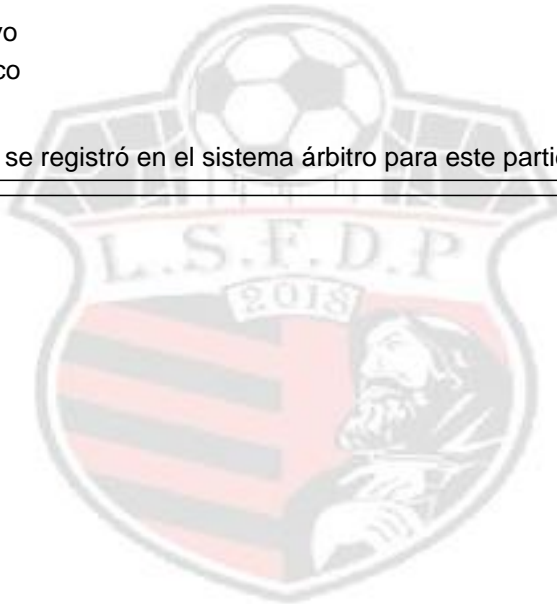 vo
co
se registró en el sistema árbitro para este parti
L.S.F.D.P
2018